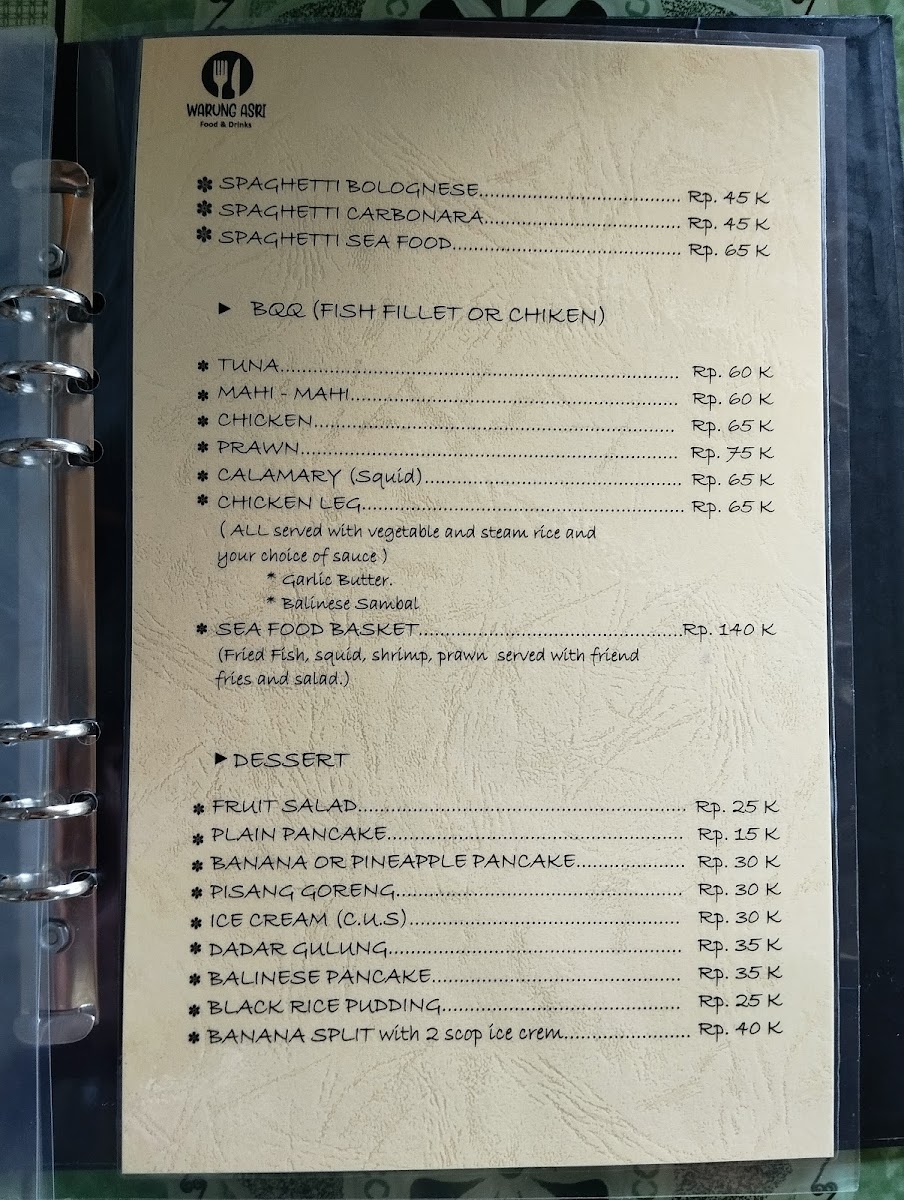 WARUNG ASRI
Food & Drinks
✽ SPAGHETTI BOLOGNESE.......................................... Rp. 45 K
✽ SPAGHETTI CARBONARA......................................... Rp. 45 K
✽ SPAGHETTI SEA FOOD................................................ Rp. 65 K
► BQQ (FISH FILLET OR CHIKEN)
✽ TUNA.................................................................................... Rp. 60 K
✽ MAHI - MAHI..................................................................... Rp. 60 K
✽ CHICKEN............................................................................ Rp. 65 K
✽ PRAWN................................................................................ Rp. 75 K
✽ CALAMARY (Squid)...................................................... Rp. 65 K
✽ CHICKEN LEG.................................................................... Rp. 65 K
( ALL served with vegetable and steam rice and
your choice of sauce )
* Garlic Butter.
* Balinese Sambal
✽ SEA FOOD BASKET........................................................Rp. 140 K
(Fried Fish, squid, shrimp, prawn served with friend
fries and salad.)
► DESSERT
✽ FRUIT SALAD..................................................................... Rp. 25 K
✽ PLAIN PANCAKE............................................................... Rp. 15 K
✽ BANANA OR PINEAPPLE PANCAKE....................... Rp. 30 K
✽ PISANG GORENG............................................................ Rp. 30 K
✽ ICE CREAM (C.U.S)......................................................... Rp. 30 K
✽ DADAR GULUNG.............................................................. Rp. 35 K
✽ BALINESE PANCAKE..................................................... Rp. 35 K
✽ BLACK RICE PUDDING.................................................. Rp. 25 K
✽ BANANA SPLIT with 2 scop ice crem.......................... Rp. 40 K